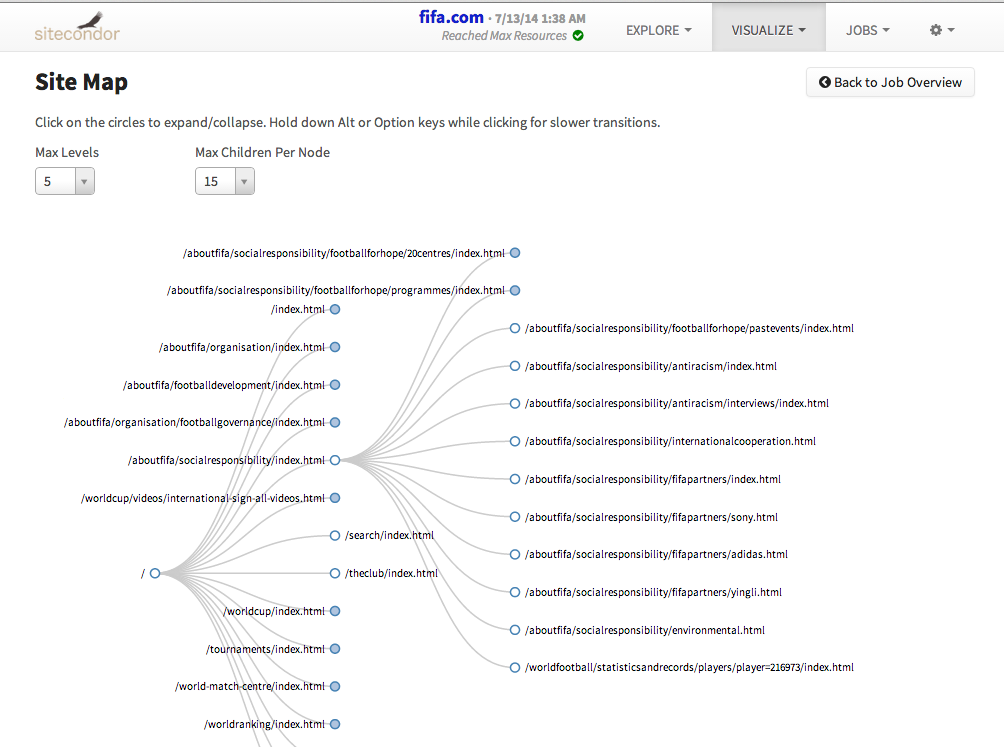 sitecondor
fifa.com · 7/13/14 1:38 AM
Reached Max Resources
EXPLORE
VISUALIZE
JOBS
Site Map
Back to Job Overview
Click on the circles to expand/collapse. Hold down Alt or Option keys while clicking for slower transitions.
Max Levels
Max Children Per Node
5
15
/aboutfifa/socialresponsibility/footballforhope/20centres/index.html
/aboutfifa/socialresponsibility/footballforhope/programmes/index.html
/index.html
/aboutfifa/socialresponsibility/footballforhope/pastevents/index.html
/aboutfifa/organisation/index.html
/aboutfifa/socialresponsibility/antiracism/index.html
/aboutfifa/footballdevelopment/index.html
/aboutfifa/socialresponsibility/antiracism/interviews/index.html
/aboutfifa/organisation/footballgovernance/index.html
/aboutfifa/socialresponsibility/internationalcooperation.html
/aboutfifa/socialresponsibility/index.html
/aboutfifa/socialresponsibility/fifapartners/index.html
/worldcup/videos/international-sign-all-videos.html
/aboutfifa/socialresponsibility/fifapartners/sony.html
/search/index.html
/aboutfifa/socialresponsibility/fifapartners/adidas.html
/
/theclub/index.html
/aboutfifa/socialresponsibility/fifapartners/yingli.html
/worldcup/index.html
/aboutfifa/socialresponsibility/environmental.html
/tournaments/index.html
/worldfootball/statisticsandrecords/players/player=216973/index.html
/world-match-centre/index.html
/worldranking/index.html